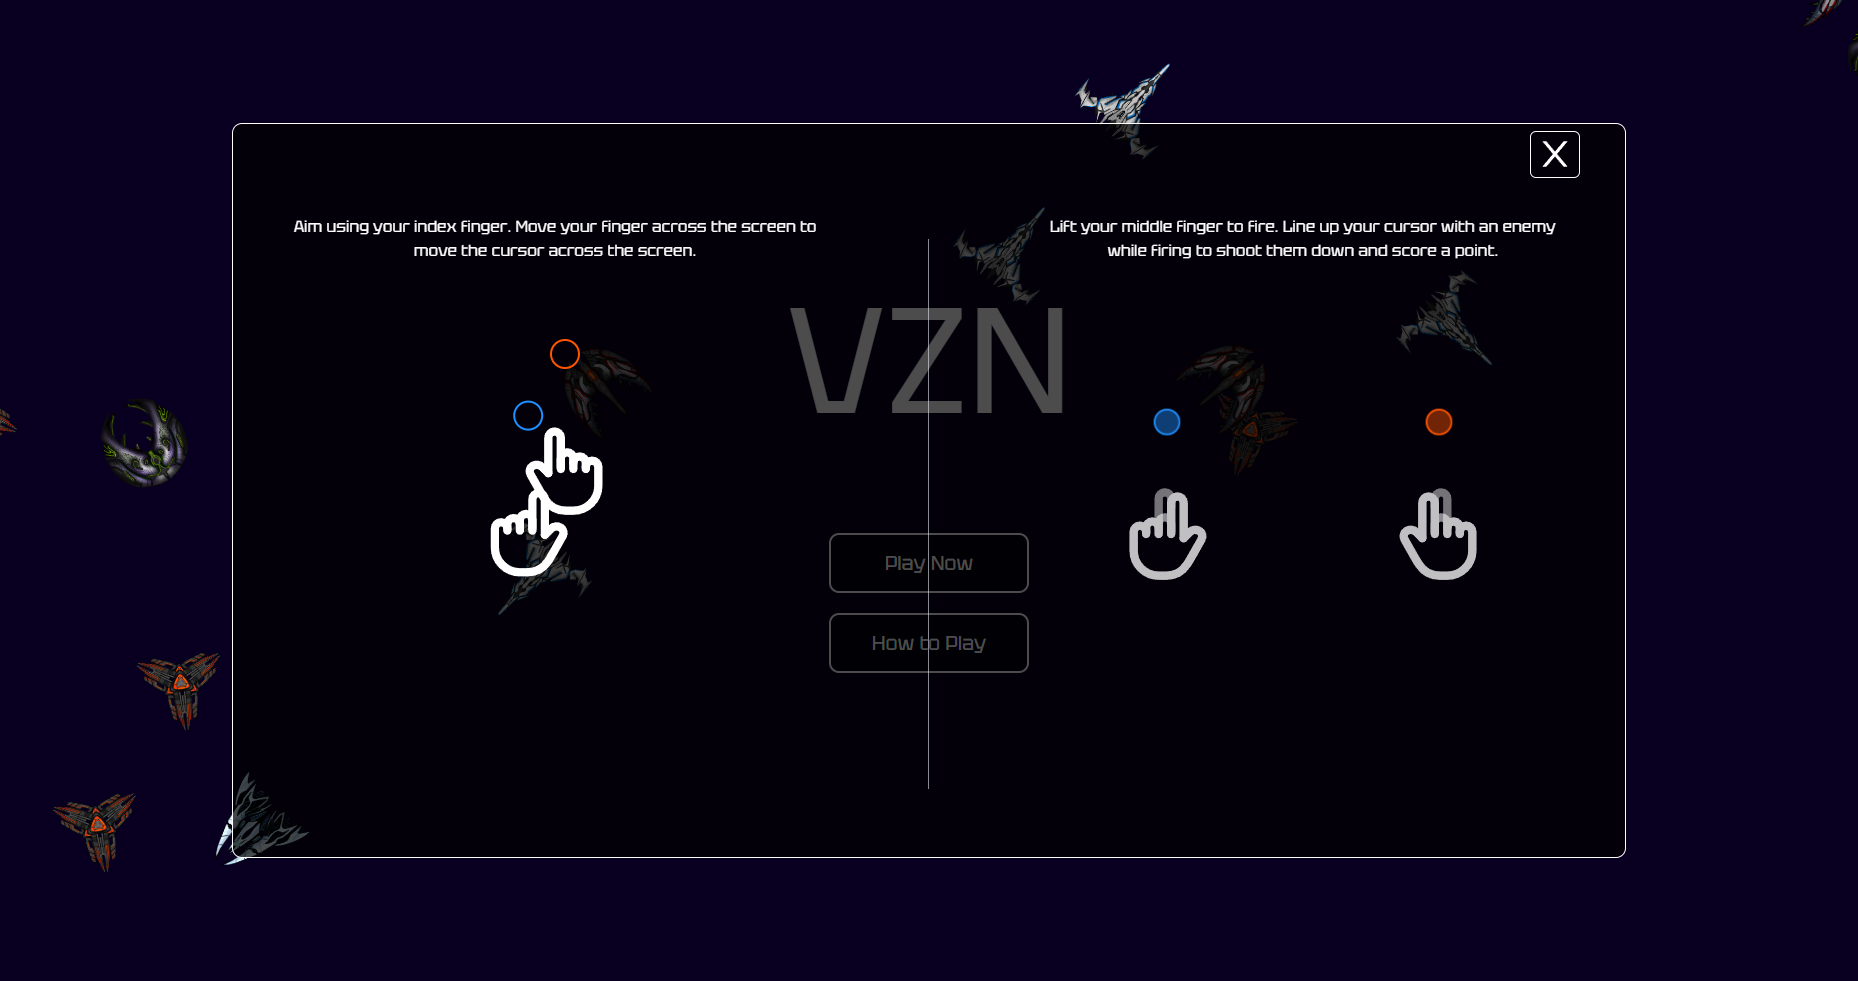 X
Aim using your index finger. Move your finger across the screen to
move the cursor across the screen.
Lift your middle finger to fire. Line up your cursor with an enemy
while firing to shoot them down and score a point.
VZN
Play Now
How to Play